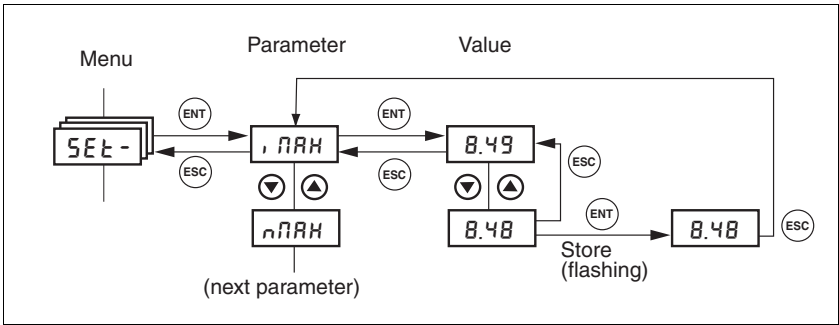 Menu
Parameter
Value
ENT
ENT
SEt-
iMAX
8.49
ESC
ESC
ESC
nMAX
8.48
ENT
8.48
ESC
Store
(flashing)
(next parameter)